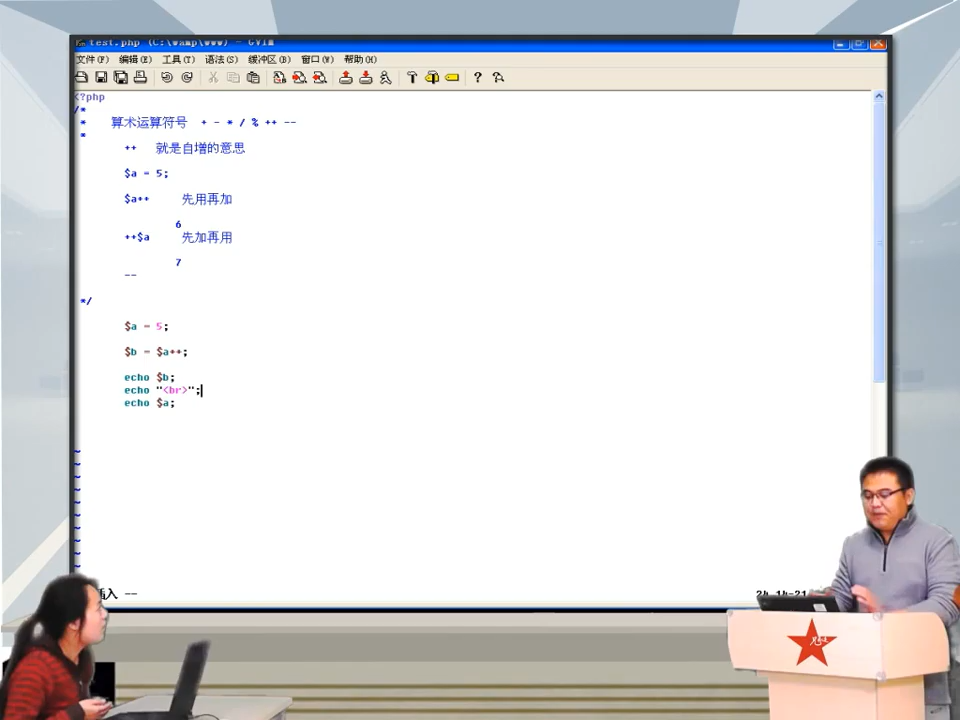 test.php (C:\wamp\www) - GVIM
文件(F) 编辑(E) 工具(T) 语法(S) 缓冲区(B) 窗口(W) 帮助(H)
<?php
/*
* 算术运算符号 + - * / % ++ --
*
++ 就是自增的意思
$a = 5;
$a++ 先用再加
6
++$a 先加再用
7
--
*/
$a = 5;
$b = $a++;
echo $b;
echo "<br>";
echo $a;
~
~
~
~
~
~
~
~
~
~
插入 --